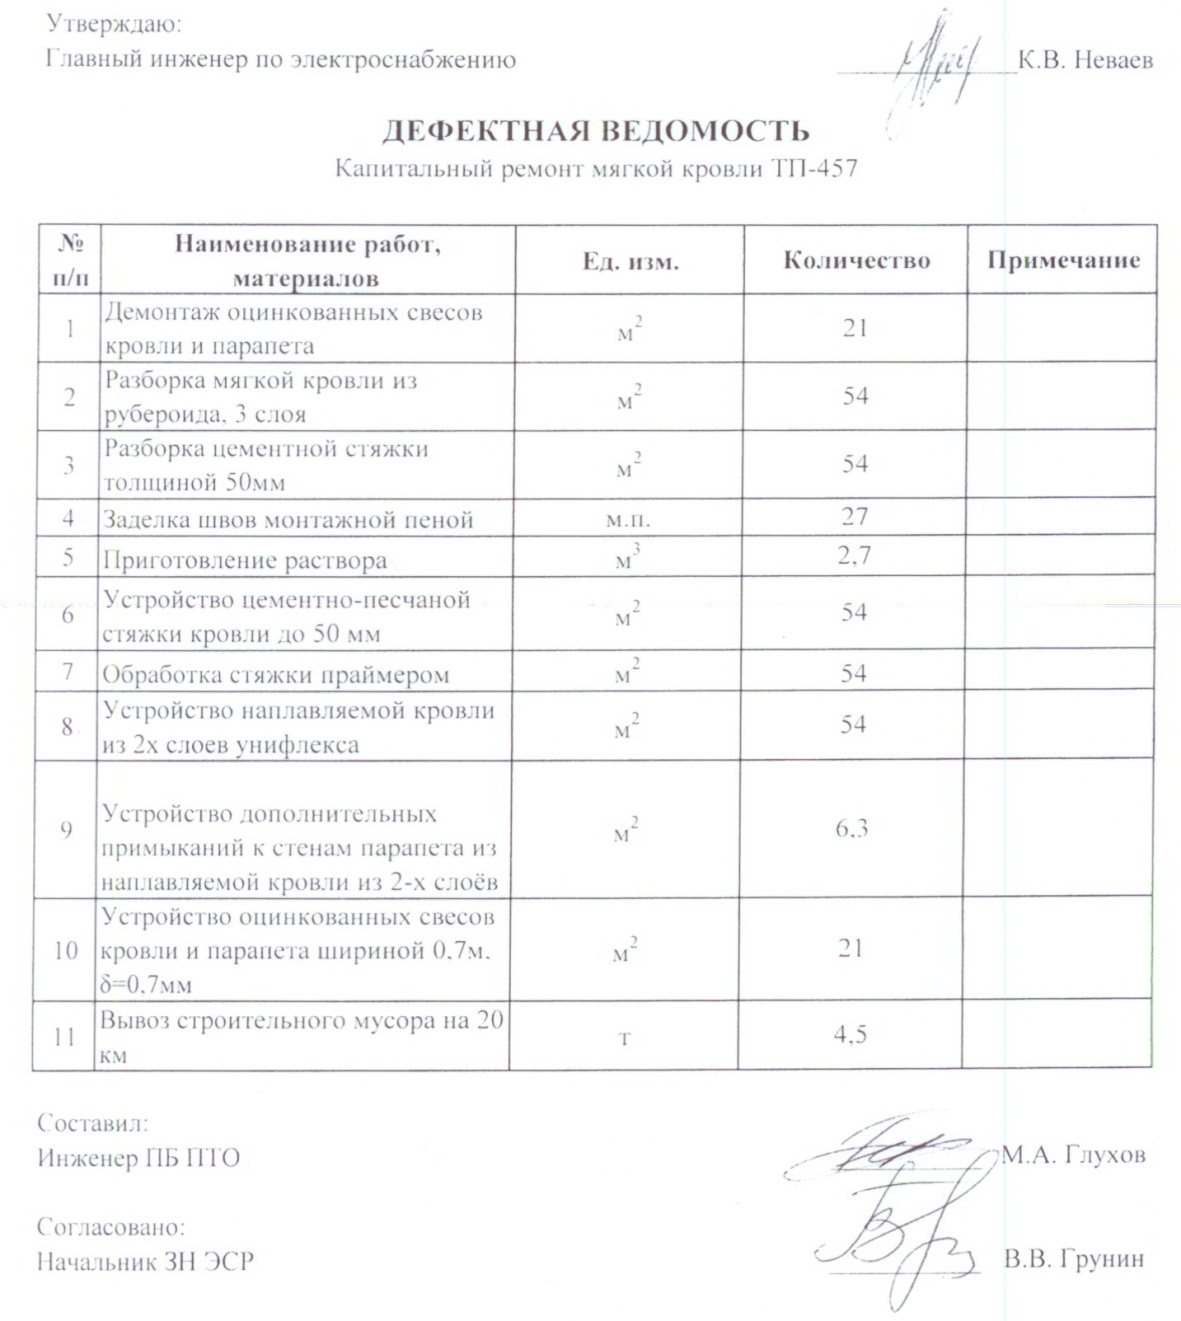 Утверждаю:
Главный инженер по электроснабжению К.В. Неваев
ДЕФЕКТНАЯ ВЕДОМОСТЬ
Капитальный ремонт мягкой кровли ТП-457
№ п/п Наименование работ, материалов Ед. изм. Количество Примечание
1 Демонтаж оцинкованных свесов кровли и парапета м² 21
2 Разборка мягкой кровли из рубероида, 3 слоя м² 54
3 Разборка цементной стяжки толщиной 50мм м² 54
4 Заделка швов монтажной пеной м.п. 27
5 Приготовление раствора м³ 2,7
6 Устройство цементно-песчаной стяжки кровли до 50 мм м² 54
7 Обработка стяжки праймером м² 54
8 Устройство наплавляемой кровли из 2х слоев унифлекса м² 54
9 Устройство дополнительных примыканий к стенам парапета из наплавляемой кровли из 2-х слоёв м² 6,3
10 Устройство оцинкованных свесов кровли и парапета шириной 0,7м, δ=0,7мм м² 21
11 Вывоз строительного мусора на 20 км т 4,5
Составил:
Инженер ПБ ПТО М.А. Глухов
Согласовано:
Начальник ЗН ЭСР В.В. Грунин